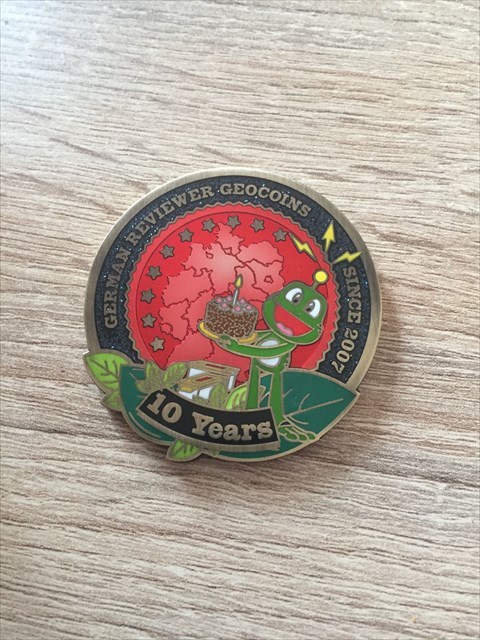 GERMAN REVIEWER GEOCOINS
SINCE 2007
10 Years